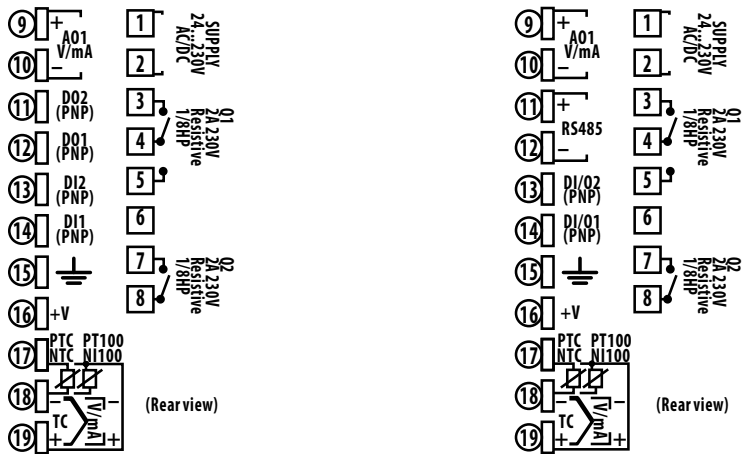 9 + AO1 V/mA
10 -
11 DO2 (PNP)
12 DO1 (PNP)
13 DI2 (PNP)
14 DI1 (PNP)
15
16 +V
17 PTC PT100
NTC NI100
18 -
TC V/mA -
19 + +
1
2
SUPPLY
24...230V
AC/DC
3
4
5
Q1
2A 230V
Resistive
1/8HP
6
7
8
Q2
2A 230V
Resistive
1/8HP
(Rear view)
9 + AO1 V/mA
10 -
11 +
RS485
12 -
13 DI/O2 (PNP)
14 DI/O1 (PNP)
15
16 +V
17 PTC PT100
NTC NI100
18 -
TC V/mA -
19 + +
1
2
SUPPLY
24...230V
AC/DC
3
4
5
Q1
2A 230V
Resistive
1/8HP
6
7
8
Q2
2A 230V
Resistive
1/8HP
(Rear view)